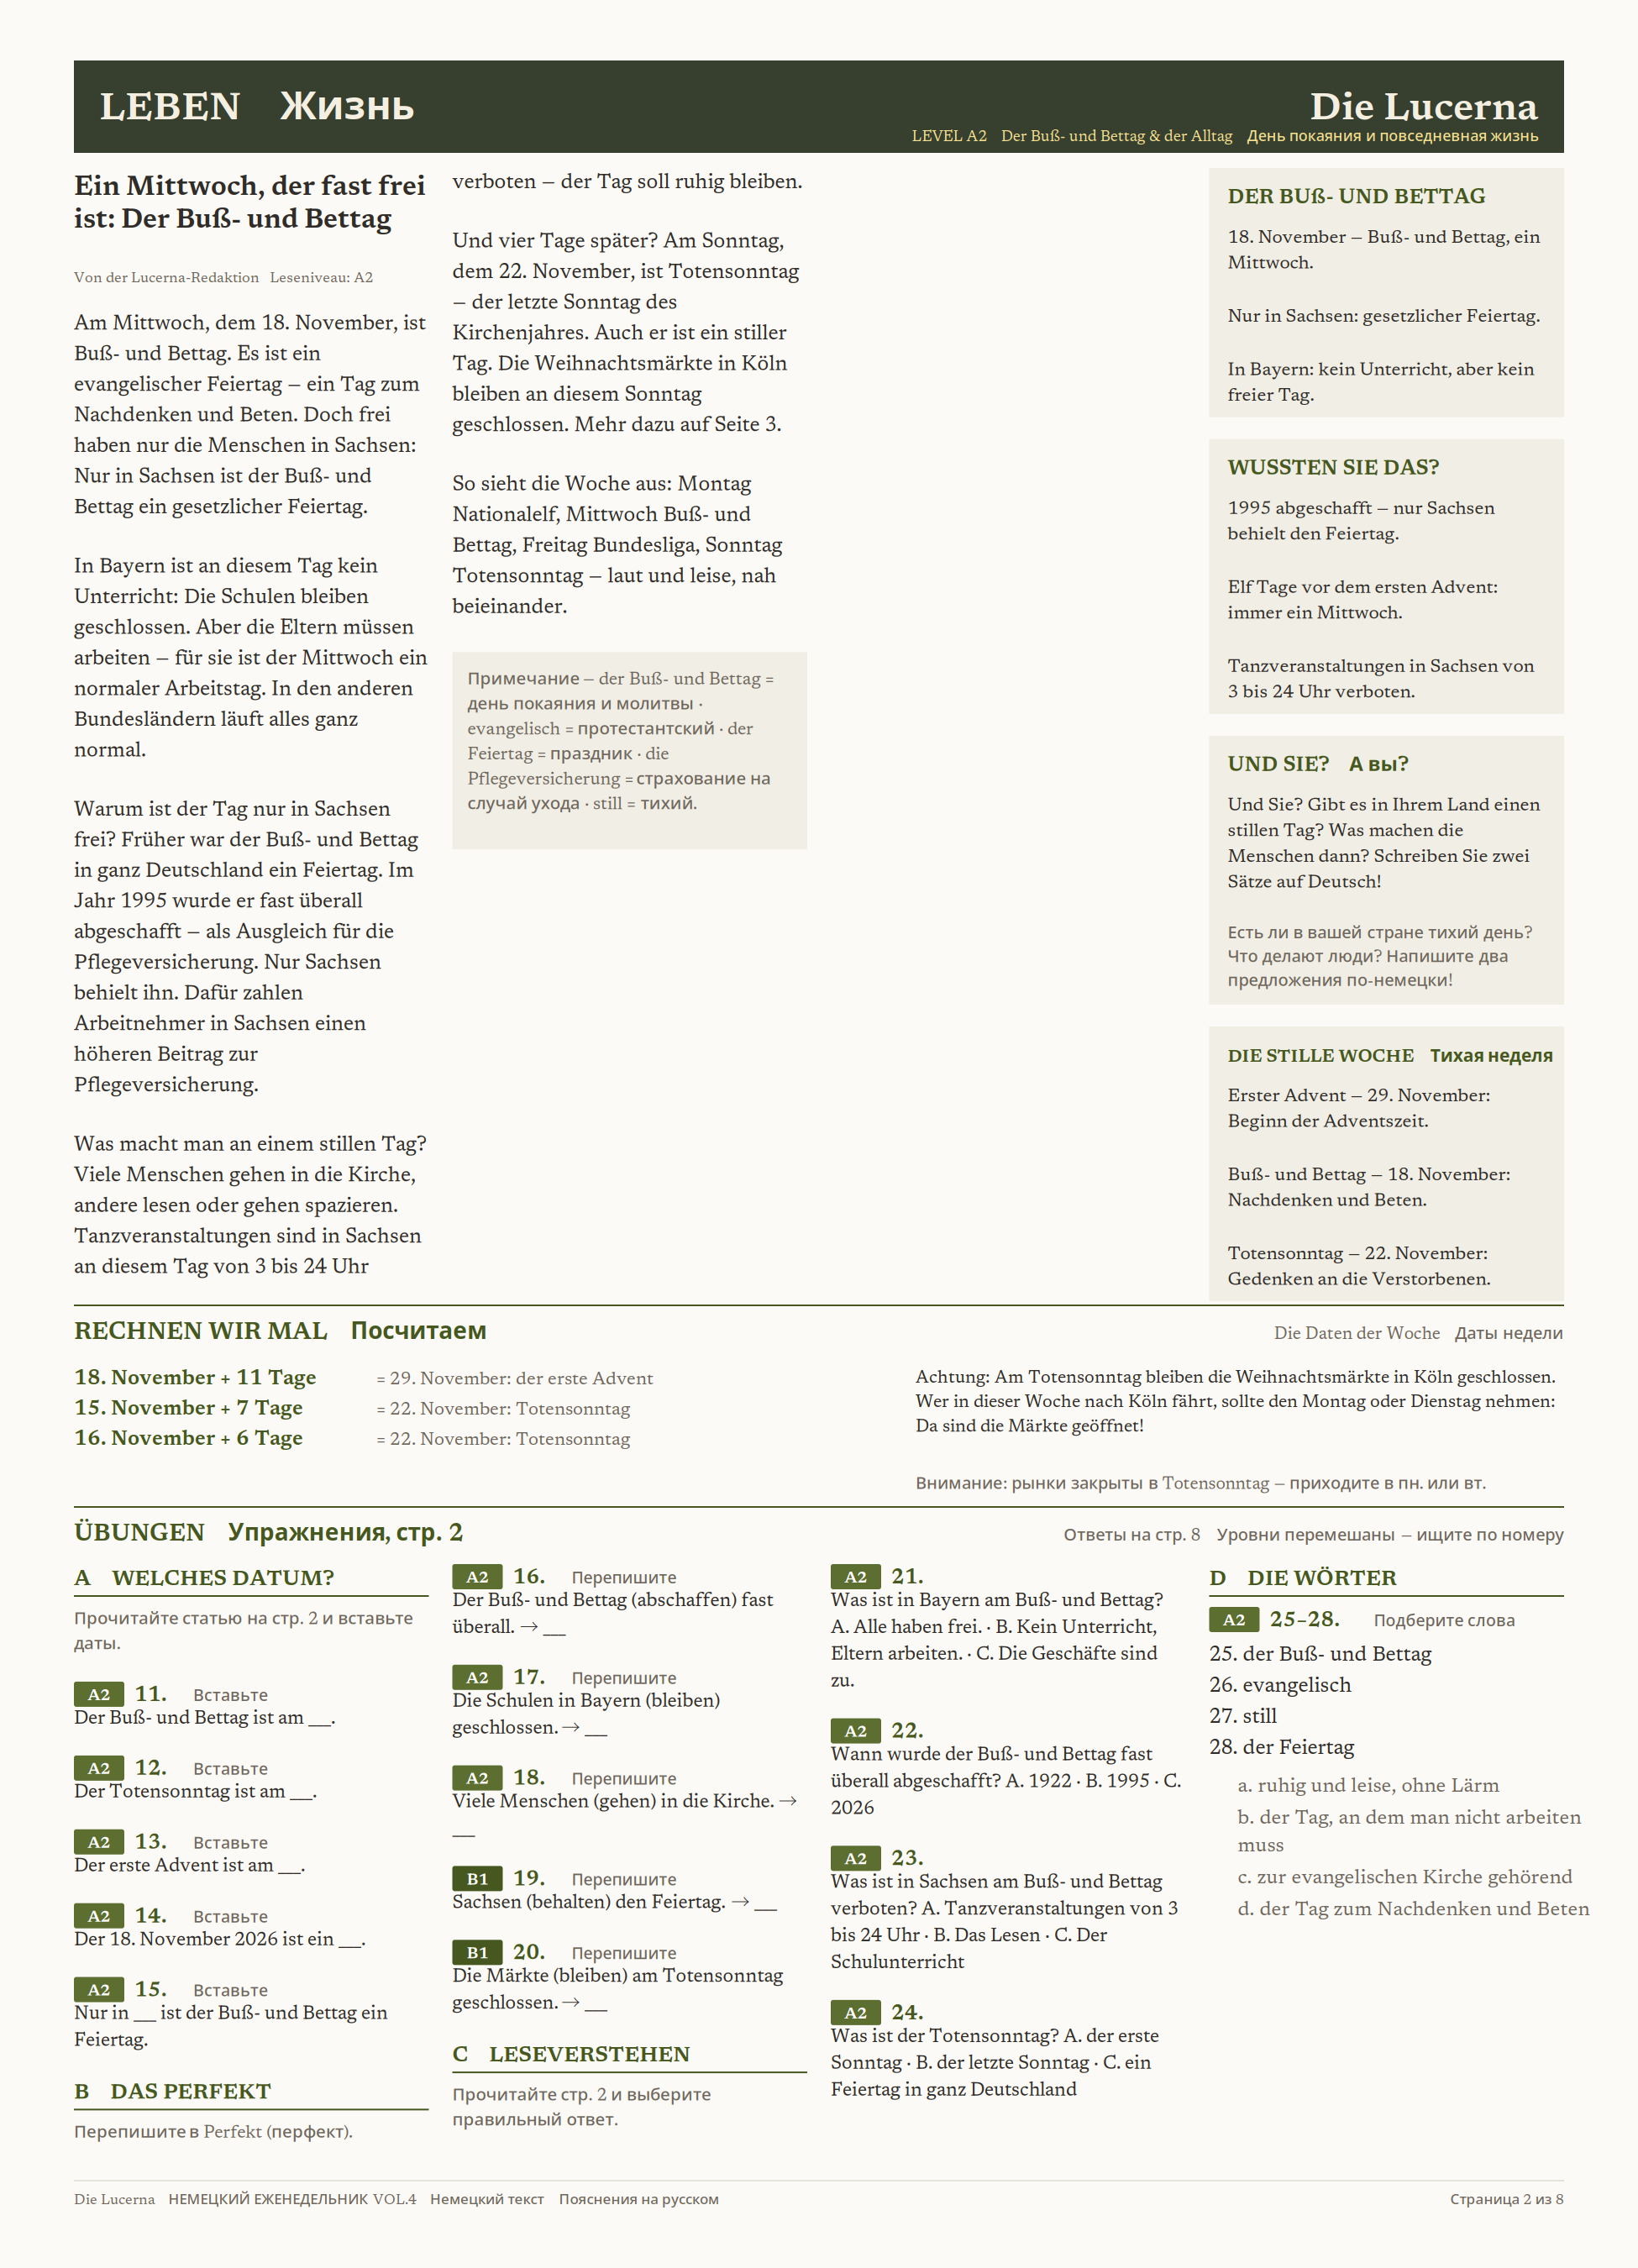 LEBEN Жизнь
Die Lucerna
LEVEL A2 Der Buß- und Bettag & der Alltag День покаяния и повседневная жизнь
Ein Mittwoch, der fast frei
ist: Der Buß- und Bettag
Von der Lucerna-Redaktion Leseniveau: A2
Am Mittwoch, dem 18. November, ist
Buß- und Bettag. Es ist ein
evangelischer Feiertag – ein Tag zum
Nachdenken und Beten. Doch frei
haben nur die Menschen in Sachsen:
Nur in Sachsen ist der Buß- und
Bettag ein gesetzlicher Feiertag.
In Bayern ist an diesem Tag kein
Unterricht: Die Schulen bleiben
geschlossen. Aber die Eltern müssen
arbeiten – für sie ist der Mittwoch ein
normaler Arbeitstag. In den anderen
Bundesländern läuft alles ganz
normal.
Warum ist der Tag nur in Sachsen
frei? Früher war der Buß- und Bettag
in ganz Deutschland ein Feiertag. Im
Jahr 1995 wurde er fast überall
abgeschafft – als Ausgleich für die
Pflegeversicherung. Nur Sachsen
behielt ihn. Dafür zahlen
Arbeitnehmer in Sachsen einen
höheren Beitrag zur
Pflegeversicherung.
Was macht man an einem stillen Tag?
Viele Menschen gehen in die Kirche,
andere lesen oder gehen spazieren.
Tanzveranstaltungen sind in Sachsen
an diesem Tag von 3 bis 24 Uhr
verboten – der Tag soll ruhig bleiben.
Und vier Tage später? Am Sonntag,
dem 22. November, ist Totensonntag
– der letzte Sonntag des
Kirchenjahres. Auch er ist ein stiller
Tag. Die Weihnachtsmärkte in Köln
bleiben an diesem Sonntag
geschlossen. Mehr dazu auf Seite 3.
So sieht die Woche aus: Montag
Nationalelf, Mittwoch Buß- und
Bettag, Freitag Bundesliga, Sonntag
Totensonntag – laut und leise, nah
beieinander.
Примечание – der Buß- und Bettag =
день покаяния и молитвы ·
evangelisch = протестантский · der
Feiertag = праздник · die
Pflegeversicherung = страхование на
случай ухода · still = тихий.
DER BUß- UND BETTAG
18. November – Buß- und Bettag, ein
Mittwoch.
Nur in Sachsen: gesetzlicher Feiertag.
In Bayern: kein Unterricht, aber kein
freier Tag.
WUSSTEN SIE DAS?
1995 abgeschafft – nur Sachsen
behielt den Feiertag.
Elf Tage vor dem ersten Advent:
immer ein Mittwoch.
Tanzveranstaltungen in Sachsen von
3 bis 24 Uhr verboten.
UND SIE? А вы?
Und Sie? Gibt es in Ihrem Land einen
stillen Tag? Was machen die
Menschen dann? Schreiben Sie zwei
Sätze auf Deutsch!
Есть ли в вашей стране тихий день?
Что делают люди? Напишите два
предложения по-немецки!
DIE STILLE WOCHE Тихая неделя
Erster Advent – 29. November:
Beginn der Adventszeit.
Buß- und Bettag – 18. November:
Nachdenken und Beten.
Totensonntag – 22. November:
Gedenken an die Verstorbenen.
RECHNEN WIR MAL Посчитаем
Die Daten der Woche Даты недели
18. November + 11 Tage = 29. November: der erste Advent
15. November + 7 Tage = 22. November: Totensonntag
16. November + 6 Tage = 22. November: Totensonntag
Achtung: Am Totensonntag bleiben die Weihnachtsmärkte in Köln geschlossen.
Wer in dieser Woche nach Köln fährt, sollte den Montag oder Dienstag nehmen:
Da sind die Märkte geöffnet!
Внимание: рынки закрыты в Totensonntag – приходите в пн. или вт.
ÜBUNGEN Упражнения, стр. 2
Ответы на стр. 8 Уровни перемешаны – ищите по номеру
A WELCHES DATUM?
Прочитайте статью на стр. 2 и вставьте
даты.
A2 11. Вставьте
Der Buß- und Bettag ist am __.
A2 12. Вставьте
Der Totensonntag ist am __.
A2 13. Вставьте
Der erste Advent ist am __.
A2 14. Вставьте
Der 18. November 2026 ist ein __.
A2 15. Вставьте
Nur in __ ist der Buß- und Bettag ein
Feiertag.
B DAS PERFEKT
Перепишите в Perfekt (перфект).
A2 16. Перепишите
Der Buß- und Bettag (abschaffen) fast
überall. → __
A2 17. Перепишите
Die Schulen in Bayern (bleiben)
geschlossen. → __
A2 18. Перепишите
Viele Menschen (gehen) in die Kirche. →
__
B1 19. Перепишите
Sachsen (behalten) den Feiertag. → __
B1 20. Перепишите
Die Märkte (bleiben) am Totensonntag
geschlossen. → __
C LESEVERSTEHEN
Прочитайте стр. 2 и выберите
правильный ответ.
A2 21.
Was ist in Bayern am Buß- und Bettag?
A. Alle haben frei. · B. Kein Unterricht,
Eltern arbeiten. · C. Die Geschäfte sind
zu.
A2 22.
Wann wurde der Buß- und Bettag fast
überall abgeschafft? A. 1922 · B. 1995 · C.
2026
A2 23.
Was ist in Sachsen am Buß- und Bettag
verboten? A. Tanzveranstaltungen von 3
bis 24 Uhr · B. Das Lesen · C. Der
Schulunterricht
A2 24.
Was ist der Totensonntag? A. der erste
Sonntag · B. der letzte Sonntag · C. ein
Feiertag in ganz Deutschland
D DIE WÖRTER
A2 25–28. Подберите слова
25. der Buß- und Bettag
26. evangelisch
27. still
28. der Feiertag
a. ruhig und leise, ohne Lärm
b. der Tag, an dem man nicht arbeiten
muss
c. zur evangelischen Kirche gehörend
d. der Tag zum Nachdenken und Beten
Die Lucerna НЕМЕЦКИЙ ЕЖЕНЕДЕЛЬНИК VOL.4 Немецкий текст Пояснения на русском
Страница 2 из 8